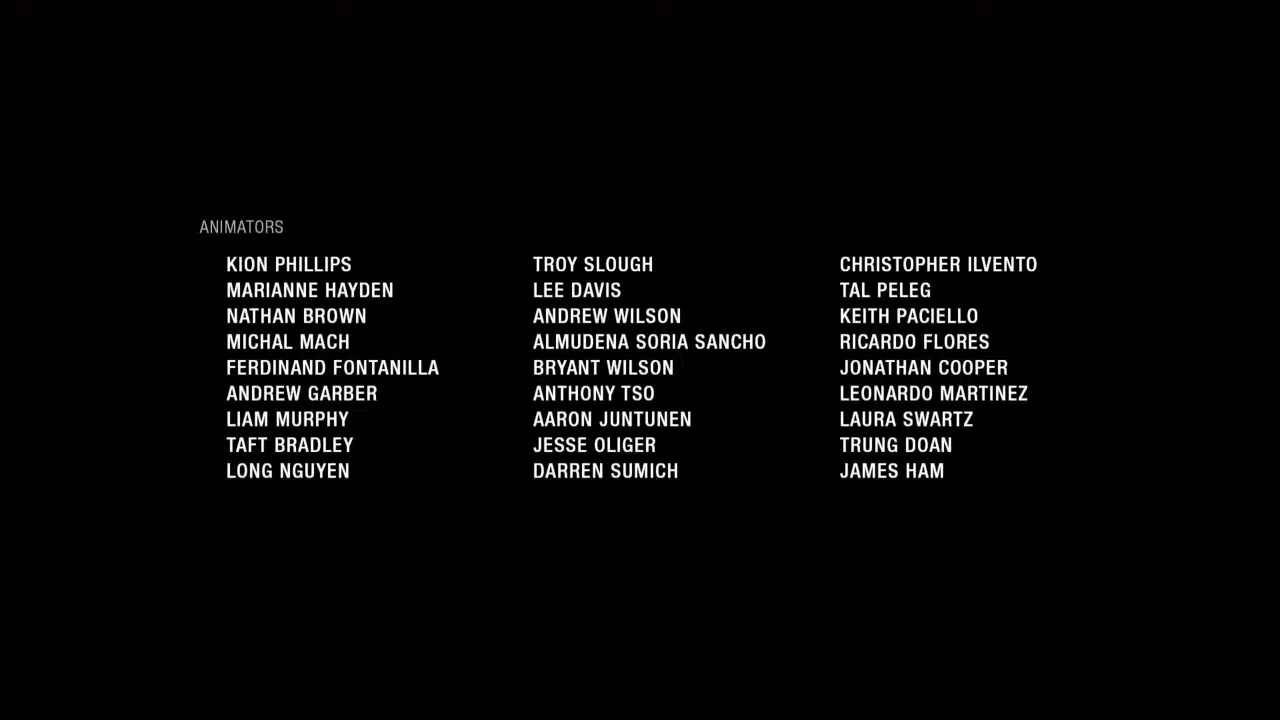 ANIMATORS
KION PHILLIPS
MARIANNE HAYDEN
NATHAN BROWN
MICHAL MACH
FERDINAND FONTANILLA
ANDREW GARBER
LIAM MURPHY
TAFT BRADLEY
LONG NGUYEN
TROY SLOUGH
LEE DAVIS
ANDREW WILSON
ALMUDENA SORIA SANCHO
BRYANT WILSON
ANTHONY TSO
AARON JUNTUNEN
JESSE OLIGER
DARREN SUMICH
CHRISTOPHER ILVENTO
TAL PELEG
KEITH PACIELLO
RICARDO FLORES
JONATHAN COOPER
LEONARDO MARTINEZ
LAURA SWARTZ
TRUNG DOAN
JAMES HAM